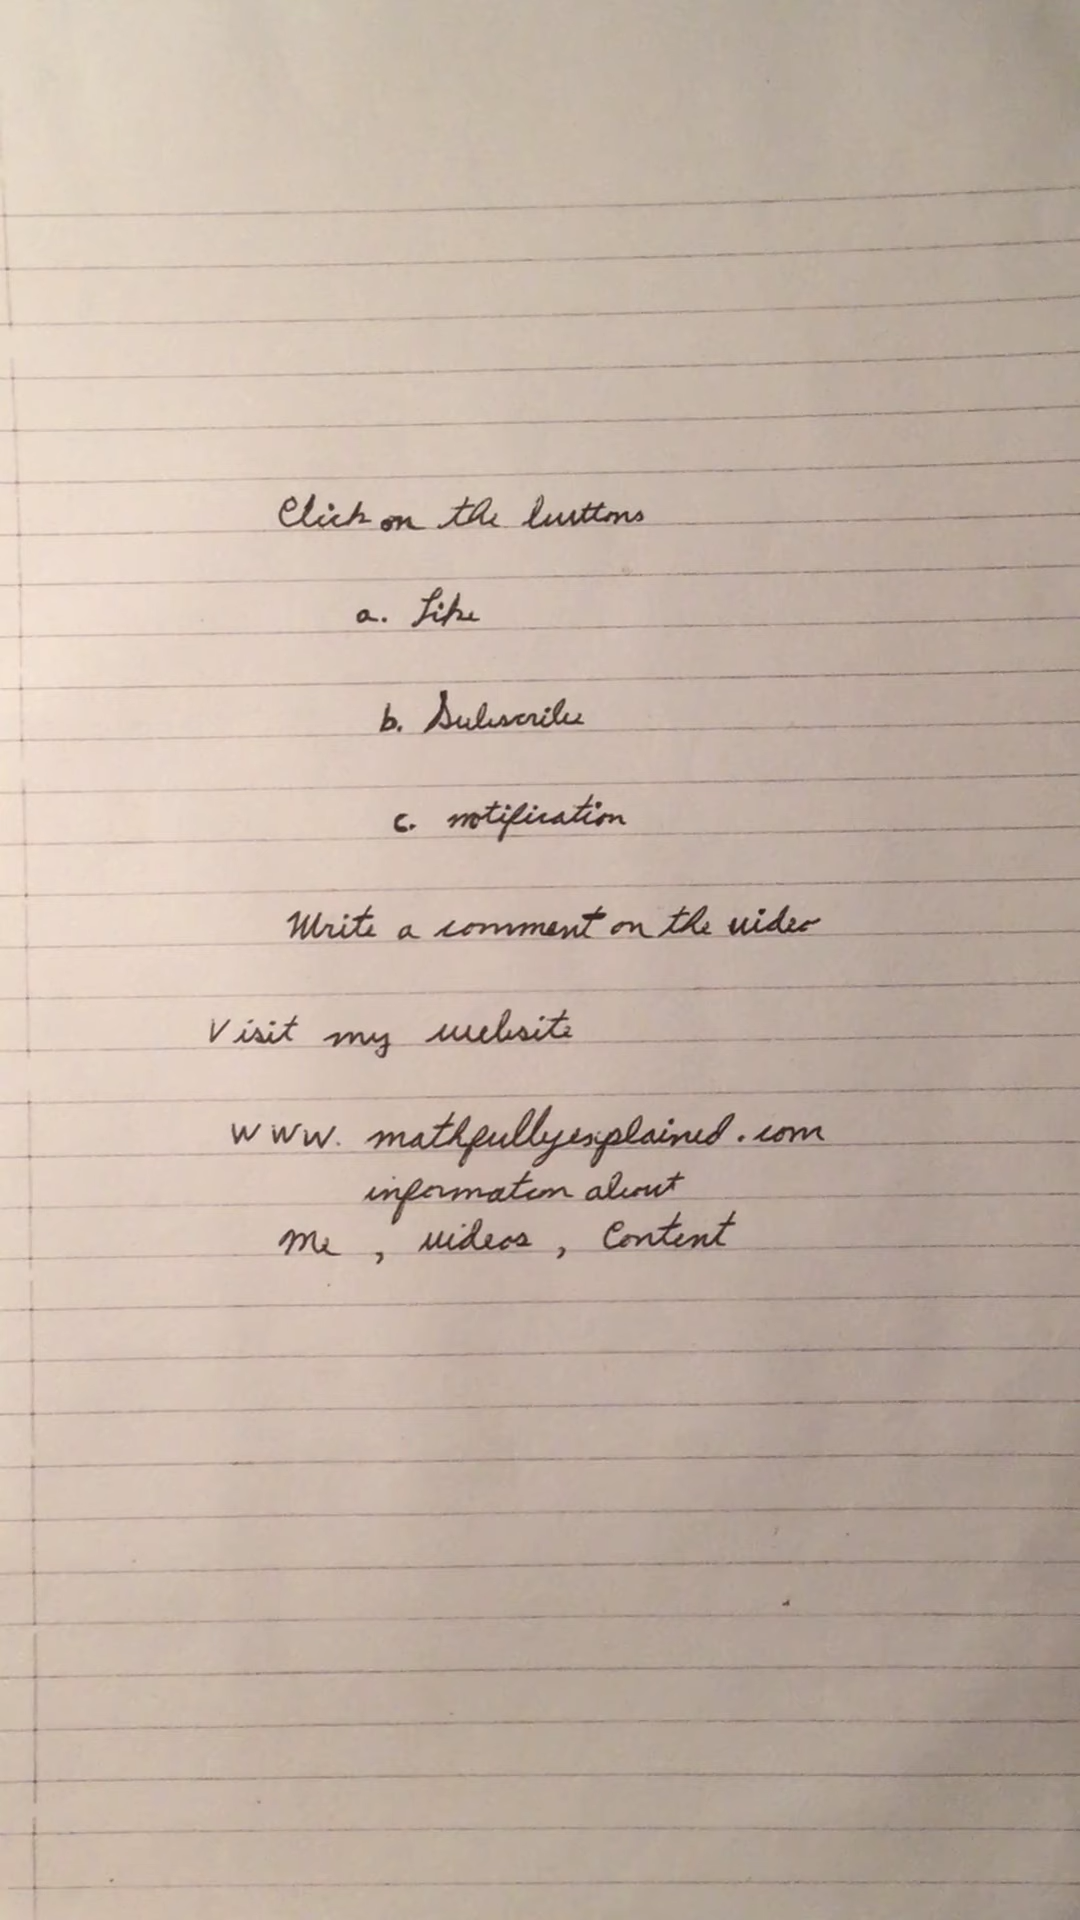 Click on the buttons
a. Like
b. Subscribe
c. notification
Write a comment on the video
Visit my website
www. mathfullyexplained.com
information about
Me , videos , Content